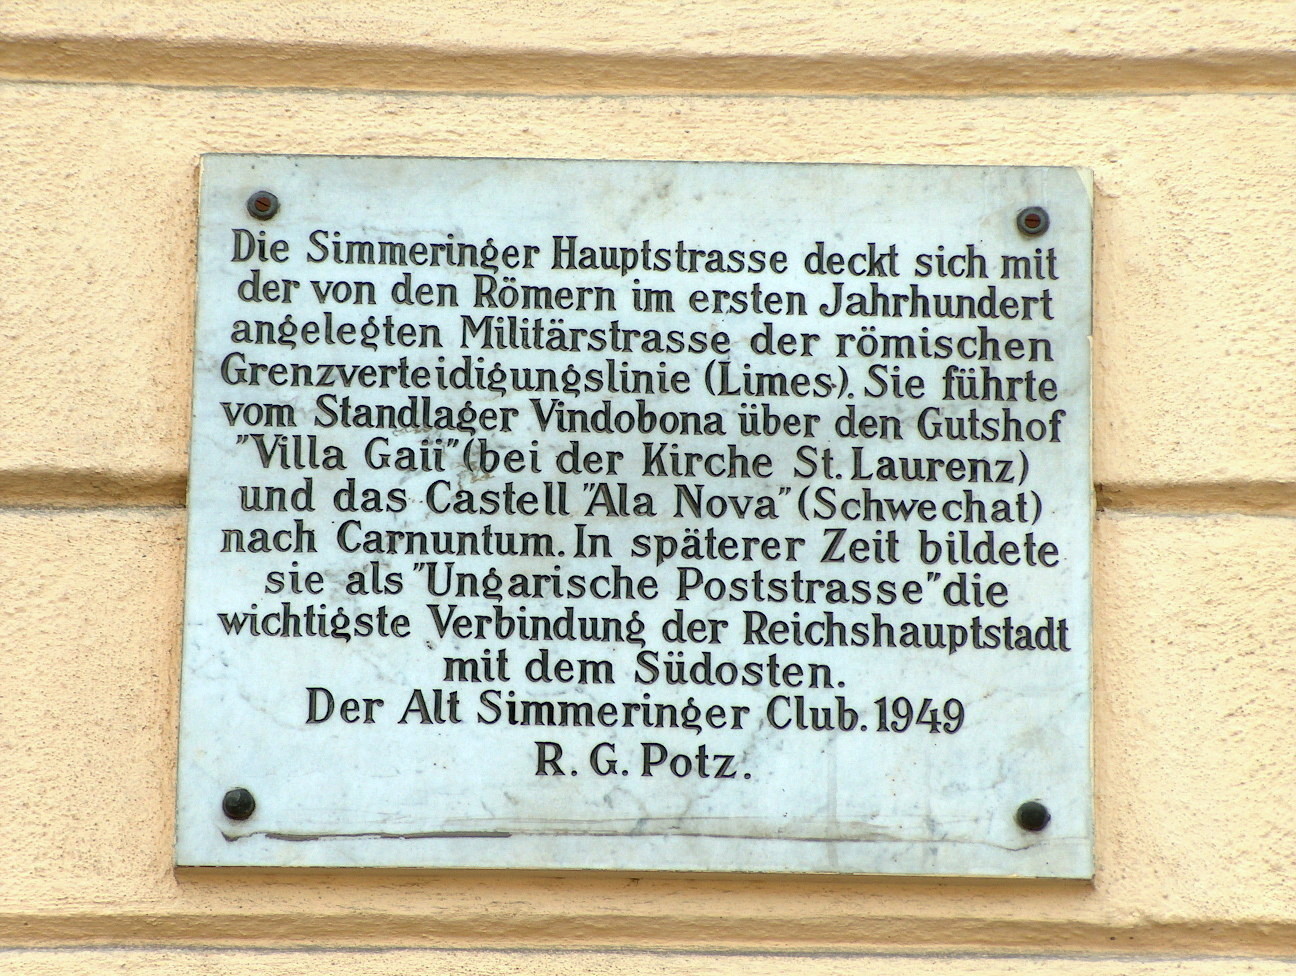 Die Simmeringer Hauptstrasse deckt sich mit
der von den Römern im ersten Jahrhundert
angelegten Militärstrasse der römischen
Grenzverteidigungslinie (Limes). Sie führte
vom Standlager Vindobona über den Gutshof
"Villa Gaii" (bei der Kirche St. Laurenz)
und das Castell "Ala Nova" (Schwechat)
nach Carnuntum. In späterer Zeit bildete
sie als "Ungarische Poststrasse" die
wichtigste Verbindung der Reichshauptstadt
mit dem Südosten.
Der Alt Simmeringer Club. 1949
R. G. Potz.